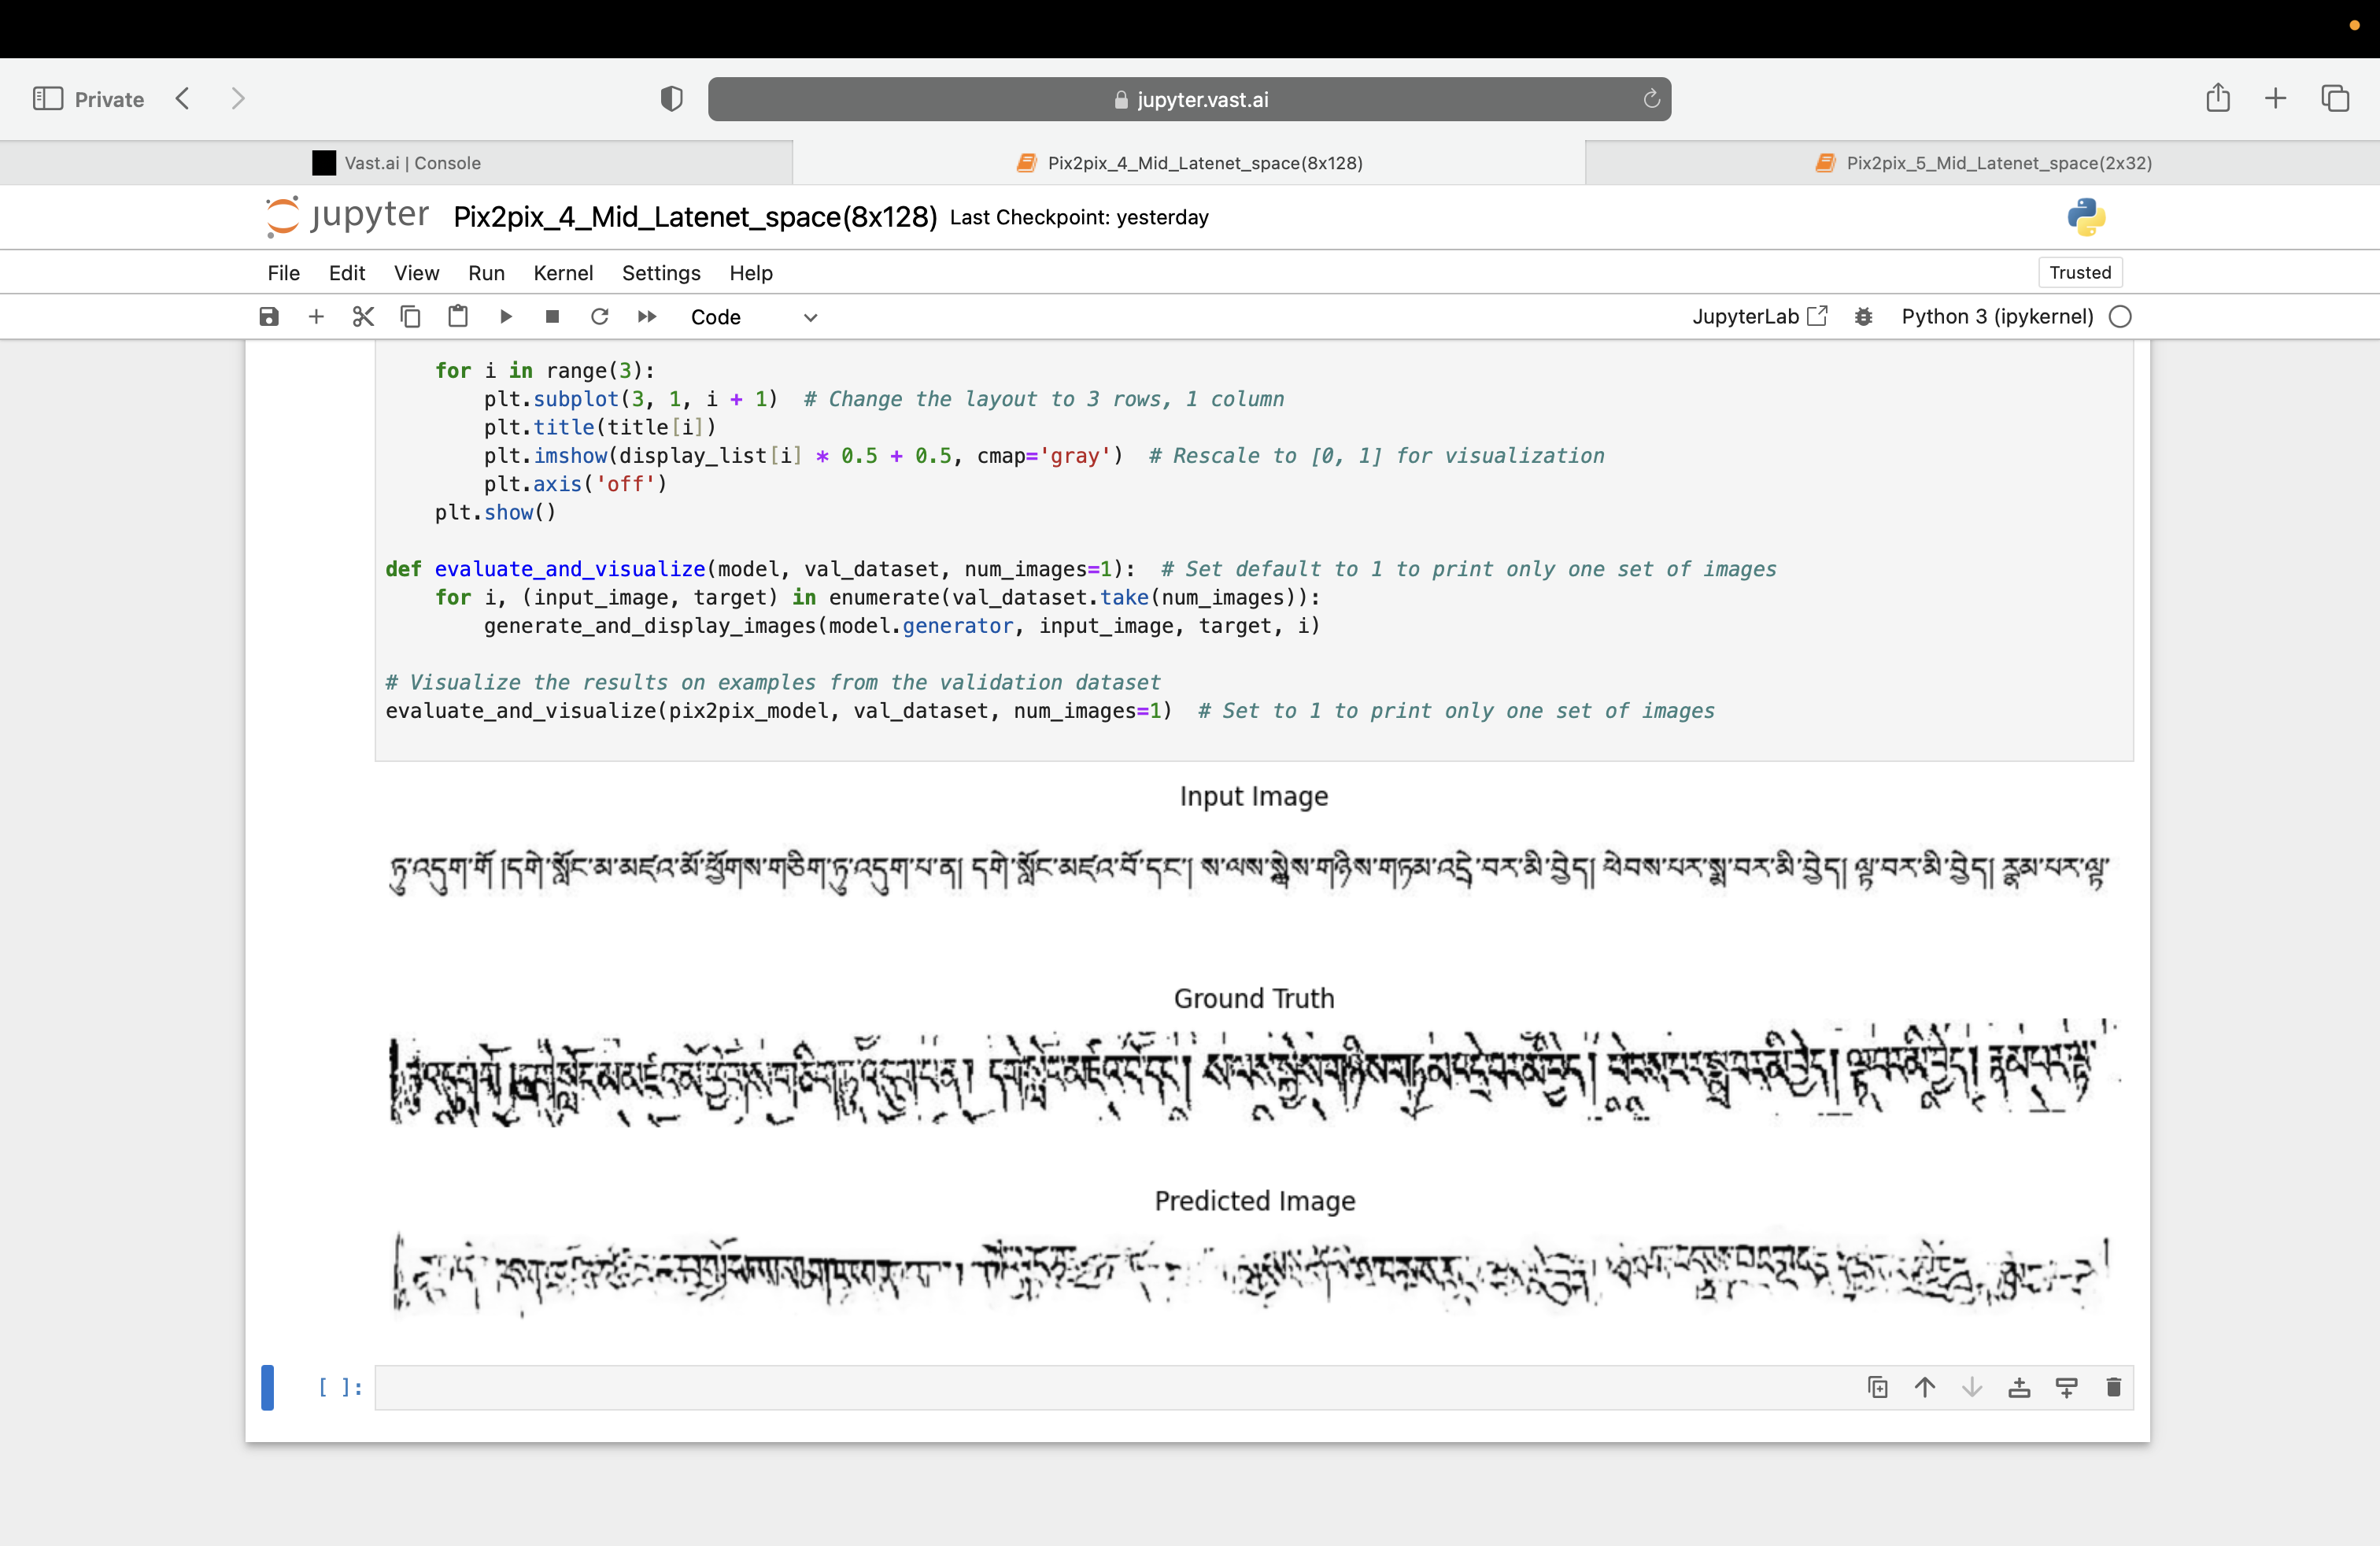 Private
jupyter.vast.ai
Vast.ai | Console
Pix2pix_4_Mid_Latenet_space(8x128)
Pix2pix_5_Mid_Latenet_space(2x32)
jupyter Pix2pix_4_Mid_Latenet_space(8x128) Last Checkpoint: yesterday
File Edit View Run Kernel Settings Help
Trusted
Code
JupyterLab
Python 3 (ipykernel)
for i in range(3):
plt.subplot(3, 1, i + 1)  # Change the layout to 3 rows, 1 column
plt.title(title[i])
plt.imshow(display_list[i] * 0.5 + 0.5, cmap='gray')  # Rescale to [0, 1] for visualization
plt.axis('off')
plt.show()
def evaluate_and_visualize(model, val_dataset, num_images=1):  # Set default to 1 to print only one set of images
for i, (input_image, target) in enumerate(val_dataset.take(num_images)):
generate_and_display_images(model.generator, input_image, target, i)
# Visualize the results on examples from the validation dataset
evaluate_and_visualize(pix2pix_model, val_dataset, num_images=1)  # Set to 1 to print only one set of images
Input Image
ཏུ་འདུག་གོ །དགེ་སློང་མ་མཛའ་མོ་ཕྱོགས་གཅིག་ཏུ་འདུག་པ་ན། དགེ་སློང་མཛའ་བོ་དང་། ས་ལས་སྐྱེས་གཉིས་གཏམ་འདྲེ་བར་མི་བྱེད། ཕེབས་པར་སྨྲ་བར་མི་བྱེད། ལྟ་བར་མི་བྱེད། རྣམ་པར་ལྟ་
Ground Truth
Predicted Image
[ ]: